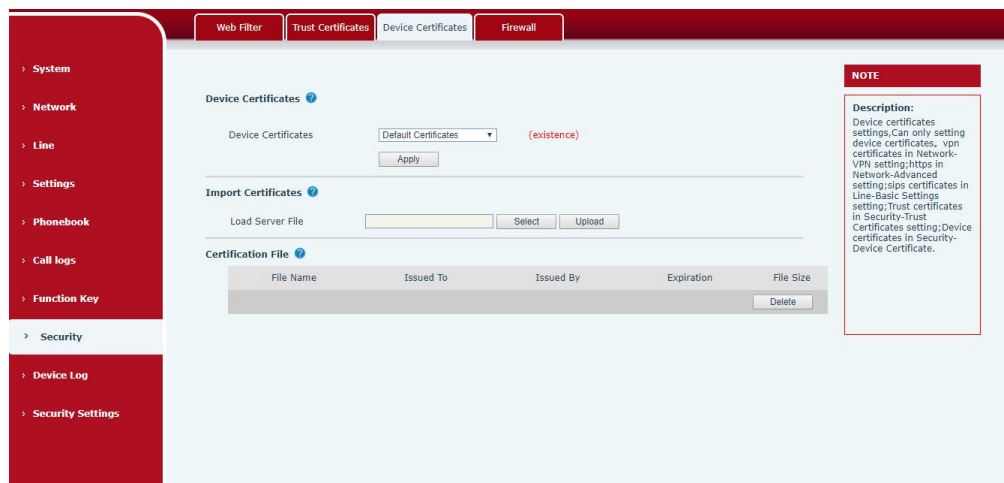 Web Filter
Trust Certificates
Device Certificates
Firewall
System
Network
Line
Settings
Phonebook
Call logs
Function Key
Security
Device Log
Security Settings
Device Certificates ?
Device Certificates
Default Certificates
(existence)
Apply
Import Certificates ?
Load Server File
Select
Upload
Certification File ?
File Name
Issued To
Issued By
Expiration
File Size
Delete
NOTE
Description:
Device certificates
settings,Can only setting
device certificates, vpn
certificates in Network-
VPN setting;https in
Network-Advanced
setting;sips certificates in
Line-Basic Settings
setting;Trust certificates
in Security-Trust
Certificates setting;Device
certificates in Security-
Device Certificate.